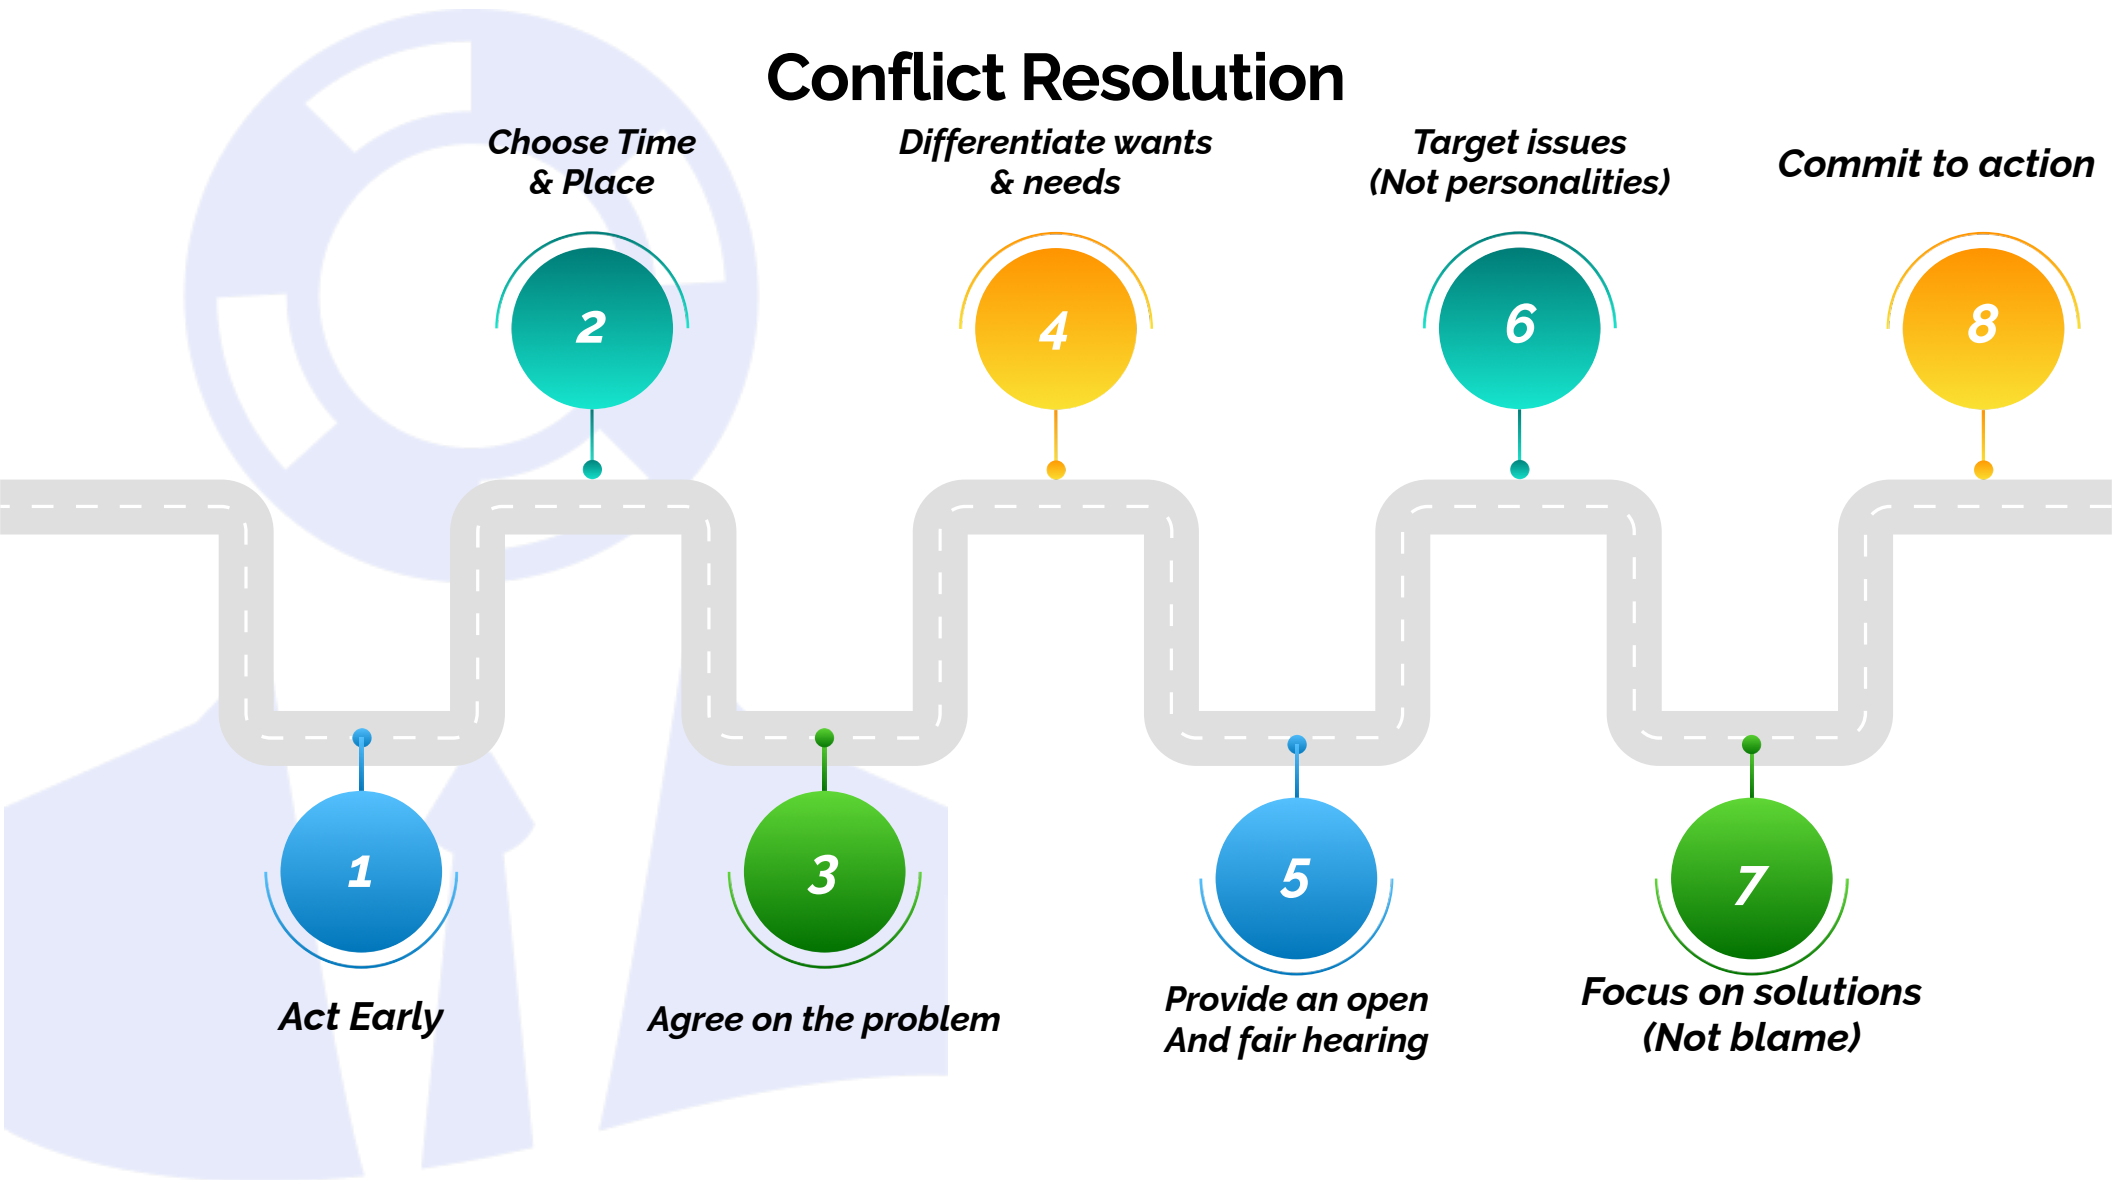 Conflict Resolution
Choose Time
& Place
Differentiate wants
& needs
Target issues
(Not personalities)
Commit to action
2
4
6
8
1
3
5
7
Act Early
Agree on the problem
Provide an open
And fair hearing
Focus on solutions
(Not blame)